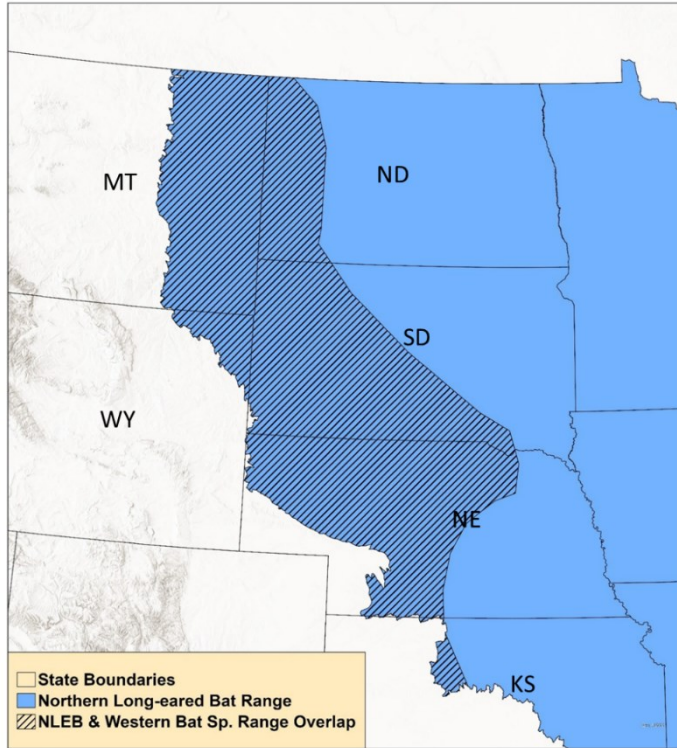 MT
ND
SD
WY
NE
KS
State Boundaries
Northern Long-eared Bat Range
NLEB & Western Bat Sp. Range Overlap